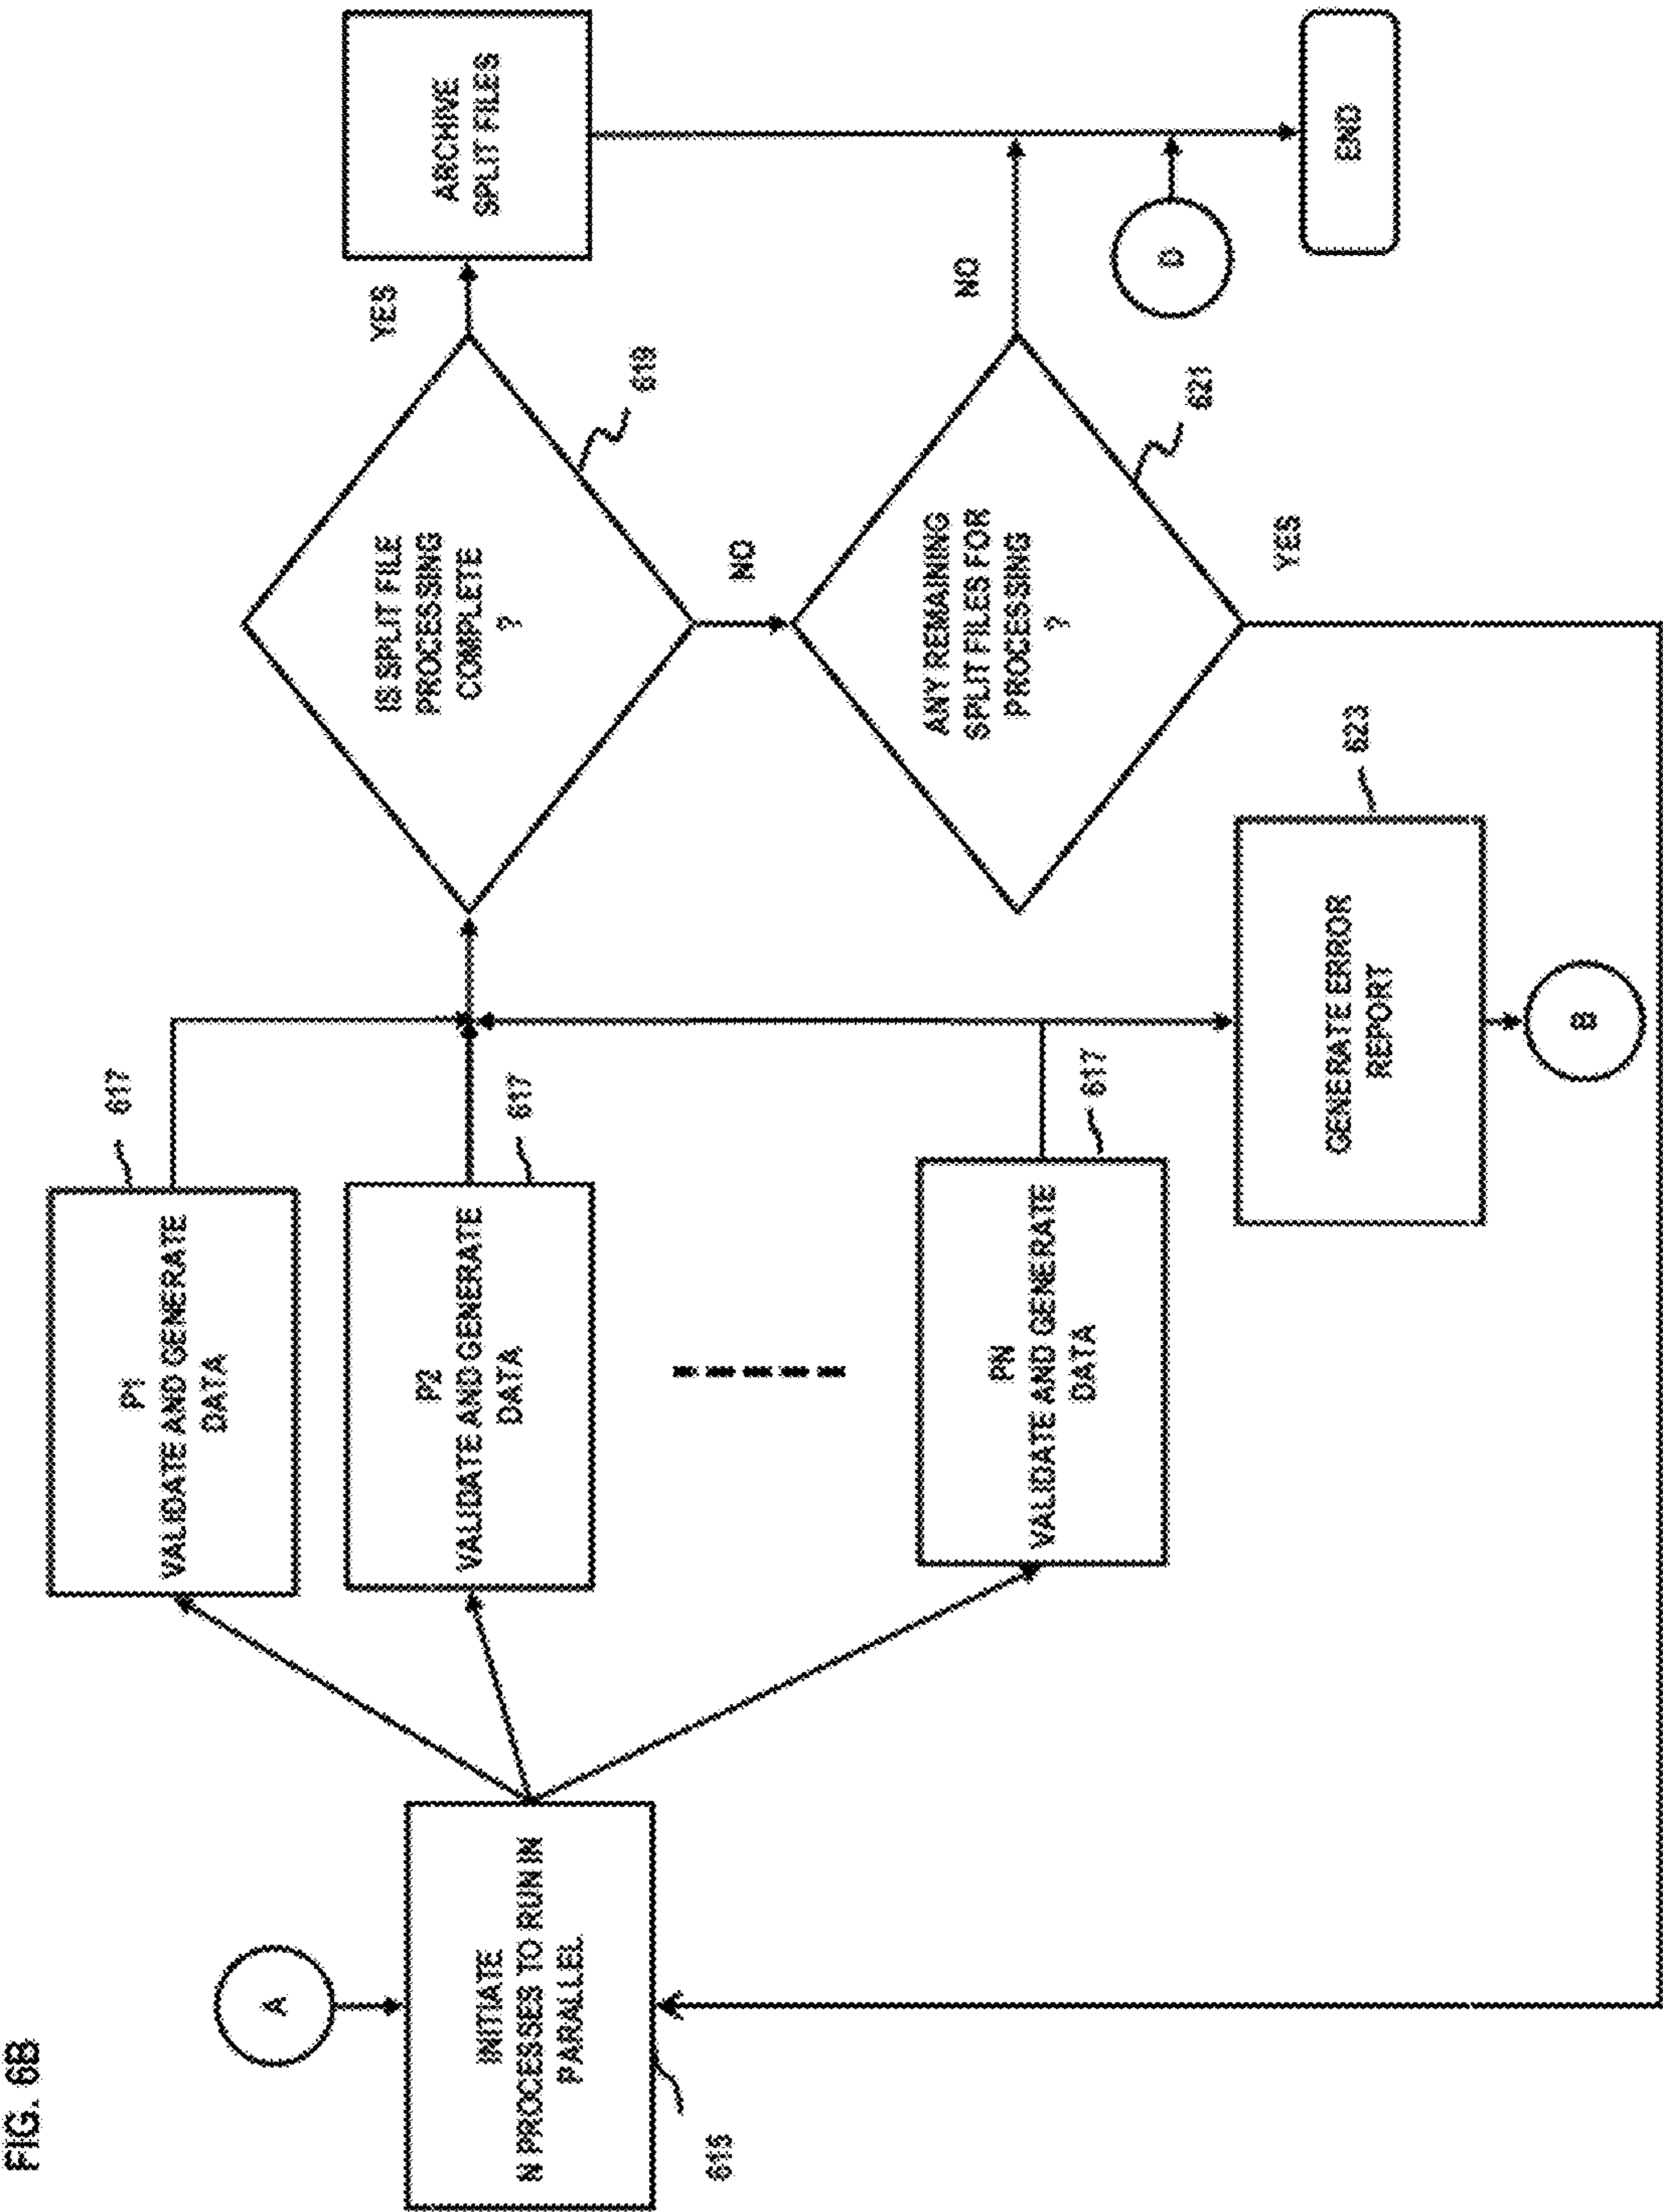 FIG. 6B
A
INITIATE
N PROCESSES TO RUN IN
PARALLEL
615
P1
VALIDATE AND GENERATE
DATA
617
P2
VALIDATE AND GENERATE
DATA
617
PN
VALIDATE AND GENERATE
DATA
617
IS SPLIT FILE
PROCESSING
COMPLETE
?
619
YES
NO
ARCHIVE
SPLIT FILES
ANY REMAINING
SPLIT FILES FOR
PROCESSING
?
621
NO
YES
GENERATE ERROR
REPORT
623
B
D
END